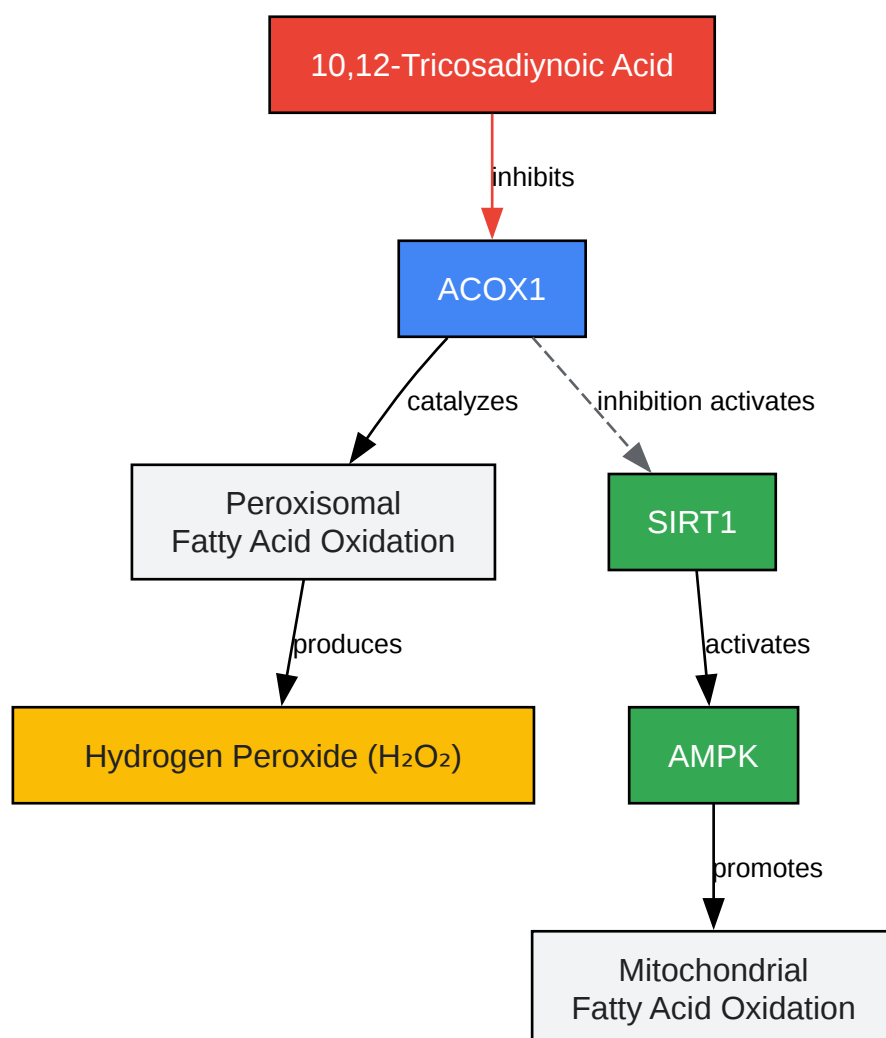 10,12-Tricosadiynoic Acid
inhibits
ACOX1
catalyzes
inhibition activates
Peroxisomal
Fatty Acid Oxidation
SIRT1
produces
activates
Hydrogen Peroxide (H₂O₂)
AMPK
promotes
Mitochondrial
Fatty Acid Oxidation